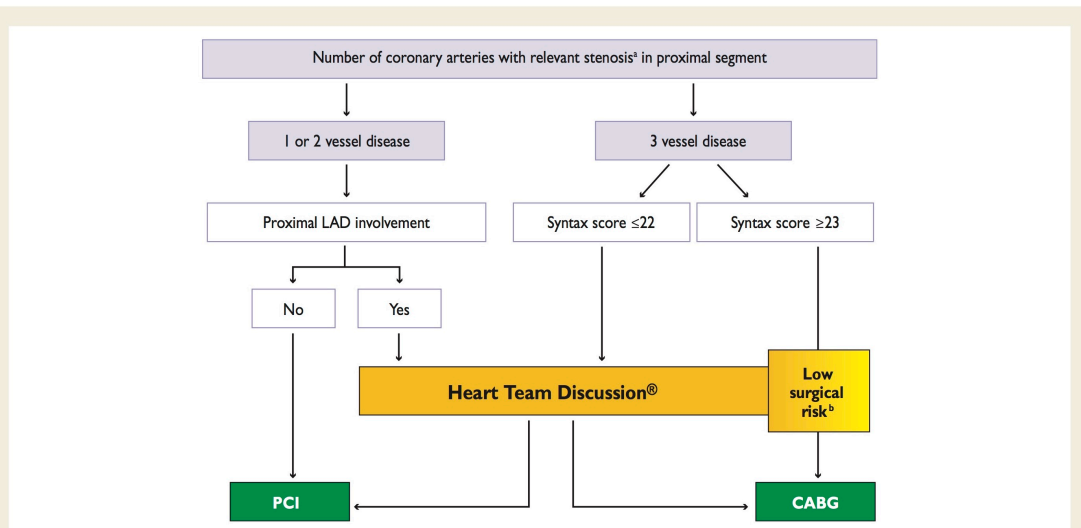 Number of coronary arteries with relevant stenosisᵃ in proximal segment
1 or 2 vessel disease
3 vessel disease
Proximal LAD involvement
Syntax score ≤22
Syntax score ≥23
No
Yes
Heart Team Discussion®
Low
surgical
riskᵇ
PCI
CABG